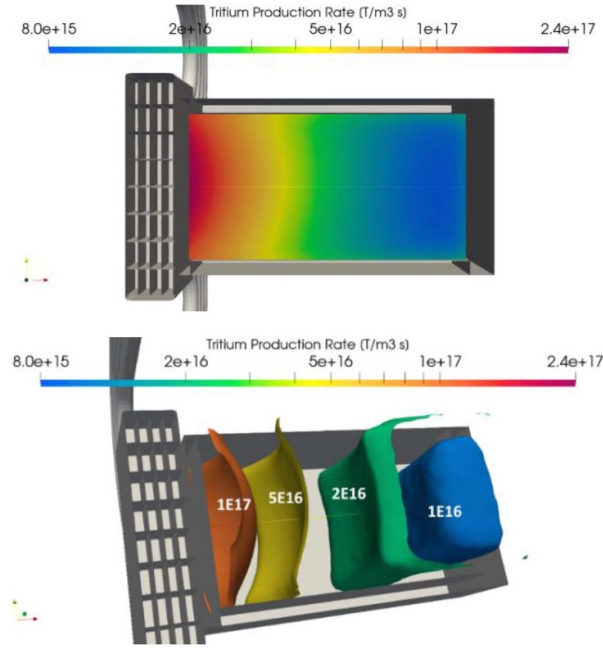 Tritium Production Rate (T/m3 s)
8.0e+15 2e+16 5e+16 1e+17 2.4e+17
Tritium Production Rate (T/m3 s)
8.0e+15 2e+16 5e+16 1e+17 2.4e+17
1E17 5E16 2E16 1E16